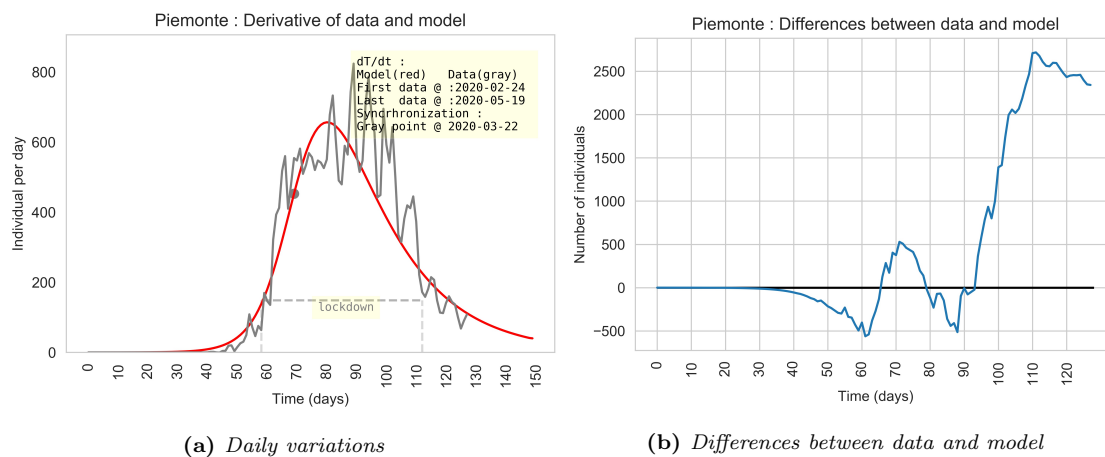 Piemonte : Derivative of data and model
Individual per day
800
600
400
200
0
dT/dt :
Model(red)   Data(gray)
First data @ :2020-02-24
Last  data @ :2020-05-19
Syncrhronization :
Gray point @ 2020-03-22
lockdown
0 10 20 30 40 50 60 70 80 90 100 110 120 130 140 150
Time (days)
(a) Daily variations
Piemonte : Differences between data and model
Number of individuals
2500
2000
1500
1000
500
0
−500
0 10 20 30 40 50 60 70 80 90 100 110 120
Time (days)
(b) Differences between data and model